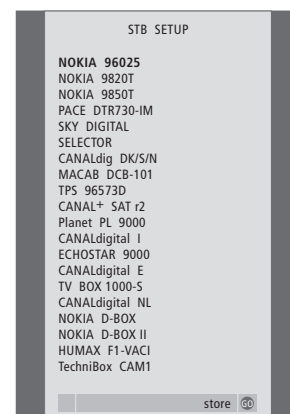 STB SETUP
NOKIA 96025
NOKIA 9820T
NOKIA 9850T
PACE DTR730-IM
SKY DIGITAL
SELECTOR
CANALdig DK/S/N
MACAB DCB-101
TPS 96573D
CANAL+ SAT r2
Planet PL 9000
CANALdigital I
ECHOSTAR 9000
CANALdigital E
TV BOX 1000-S
CANALdigital NL
NOKIA D-BOX
NOKIA D-BOX II
HUMAX F1-VACI
TechniBox CAM1
store GO